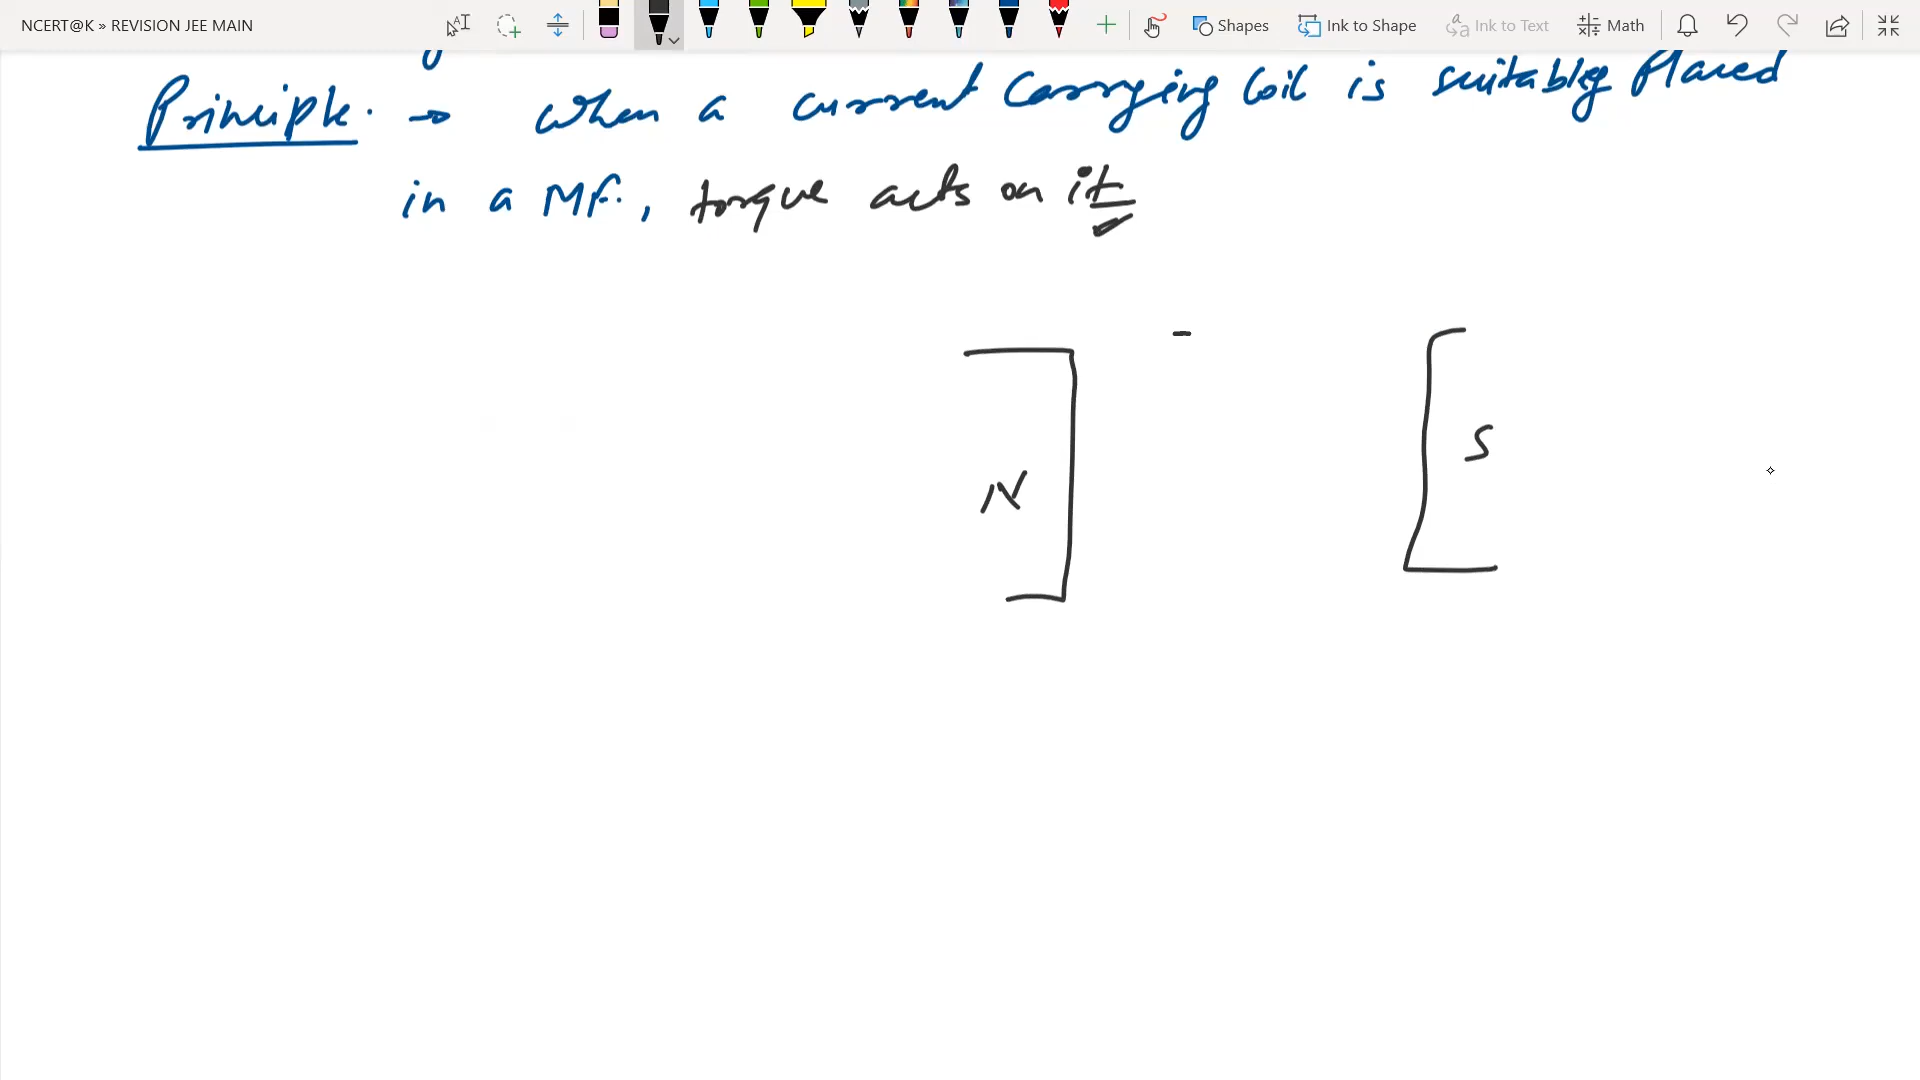 NCERT@K » REVISION JEE MAIN
Shapes Ink to Shape Ink to Text Math
Principle. → When a current Carrying Coil is suitably Placed
in a MF., torque acts on it
N
S